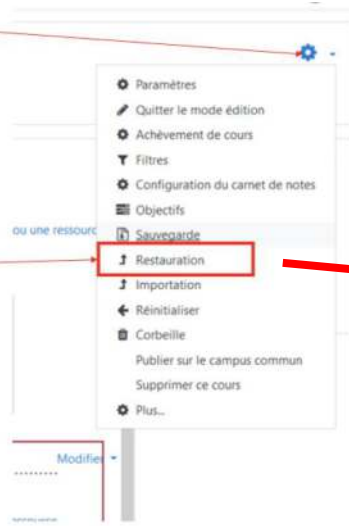 Paramètres
Quitter le mode édition
Achèvement de cours
Filtres
Configuration du carnet de notes
Objectifs
ou une ressourc
Sauvegarde
Restauration
Importation
Réinitialiser
Corbeille
Publier sur le campus commun
Supprimer ce cours
Plus...
Modifier